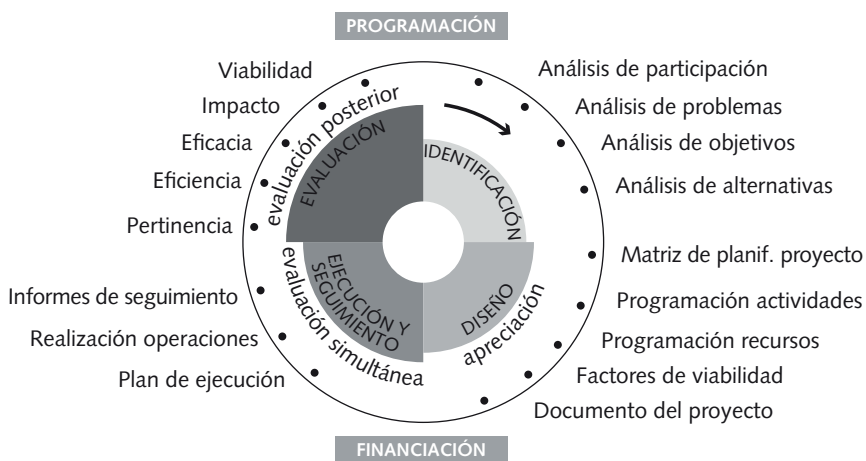 PROGRAMACIÓN
Viabilidad
Impacto
Eficacia
Eficiencia
Pertinencia
Informes de seguimiento
Realización operaciones
Plan de ejecución
evaluación posterior
EVALUACIÓN
IDENTIFICACIÓN
EJECUCIÓN Y
SEGUIMIENTO
evaluación simultánea
DISEÑO
apreciación
Análisis de participación
Análisis de problemas
Análisis de objetivos
Análisis de alternativas
Matriz de planif. proyecto
Programación actividades
Programación recursos
Factores de viabilidad
Documento del proyecto
FINANCIACIÓN